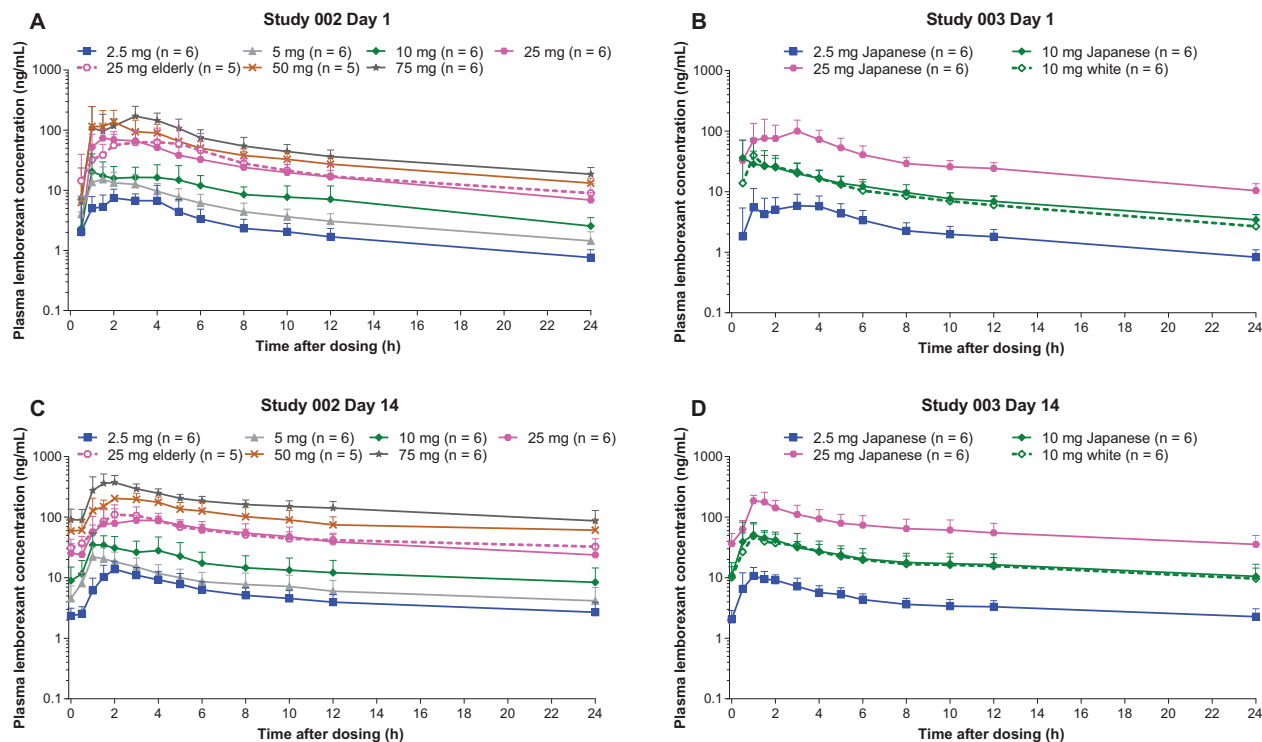 A
Study 002 Day 1
2.5 mg (n = 6) 5 mg (n = 6) 10 mg (n = 6) 25 mg (n = 6)
25 mg elderly (n = 5) 50 mg (n = 5) 75 mg (n = 6)
Plasma lemborexant concentration (ng/mL)
1000
100
10
1
0.1
0 2 4 6 8 10 12 14 16 18 20 22 24
Time after dosing (h)
B
Study 003 Day 1
2.5 mg Japanese (n = 6) 10 mg Japanese (n = 6)
25 mg Japanese (n = 6) 10 mg white (n = 6)
Plasma lemborexant concentration (ng/mL)
1000
100
10
1
0.1
0 2 4 6 8 10 12 14 16 18 20 22 24
Time after dosing (h)
C
Study 002 Day 14
2.5 mg (n = 6) 5 mg (n = 6) 10 mg (n = 6) 25 mg (n = 6)
25 mg elderly (n = 5) 50 mg (n = 5) 75 mg (n = 6)
Plasma lemborexant concentration (ng/mL)
1000
100
10
1
0.1
0 2 4 6 8 10 12 14 16 18 20 22 24
Time after dosing (h)
D
Study 003 Day 14
2.5 mg Japanese (n = 6) 10 mg Japanese (n = 6)
25 mg Japanese (n = 6) 10 mg white (n = 6)
Plasma lemborexant concentration (ng/mL)
1000
100
10
1
0.1
0 2 4 6 8 10 12 14 16 18 20 22 24
Time after dosing (h)